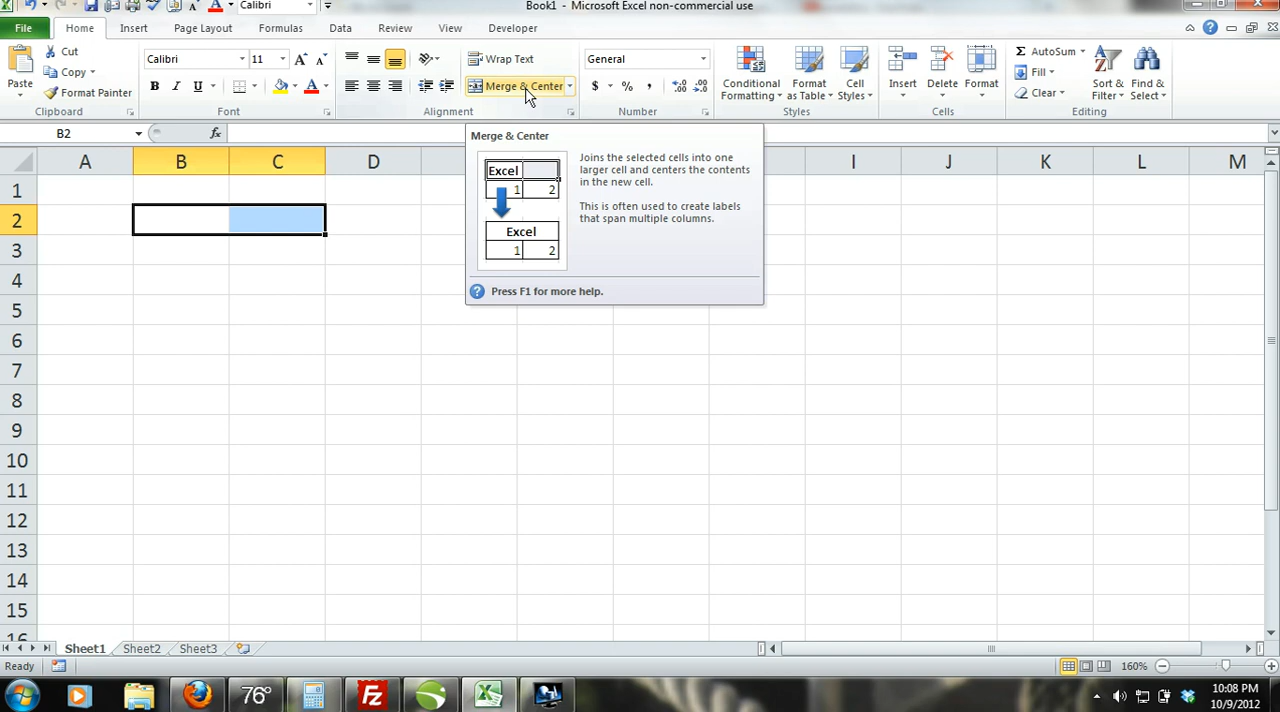 Book1 - Microsoft Excel non-commercial use
Calibri
File Home Insert Page Layout Formulas Data Review View Developer
Paste
Cut
Copy
Format Painter
Clipboard
Calibri 11
B I U
Font
Wrap Text
Merge & Center
Alignment
General
$ % ,
Number
Conditional Formatting
Format as Table
Cell Styles
Styles
Insert Delete Format
Cells
Σ AutoSum
Fill
Clear
Sort & Filter
Find & Select
Editing
B2 fx
Merge & Center
Excel
1 2
Excel
1 2
Joins the selected cells into one
larger cell and centers the contents
in the new cell.
This is often used to create labels
that span multiple columns.
Press F1 for more help.
A B C D I J K L M
1
2
3
4
5
6
7
8
9
10
11
12
13
14
15
16
Sheet1 Sheet2 Sheet3
Ready 160%
76°
10:08 PM
10/9/2012